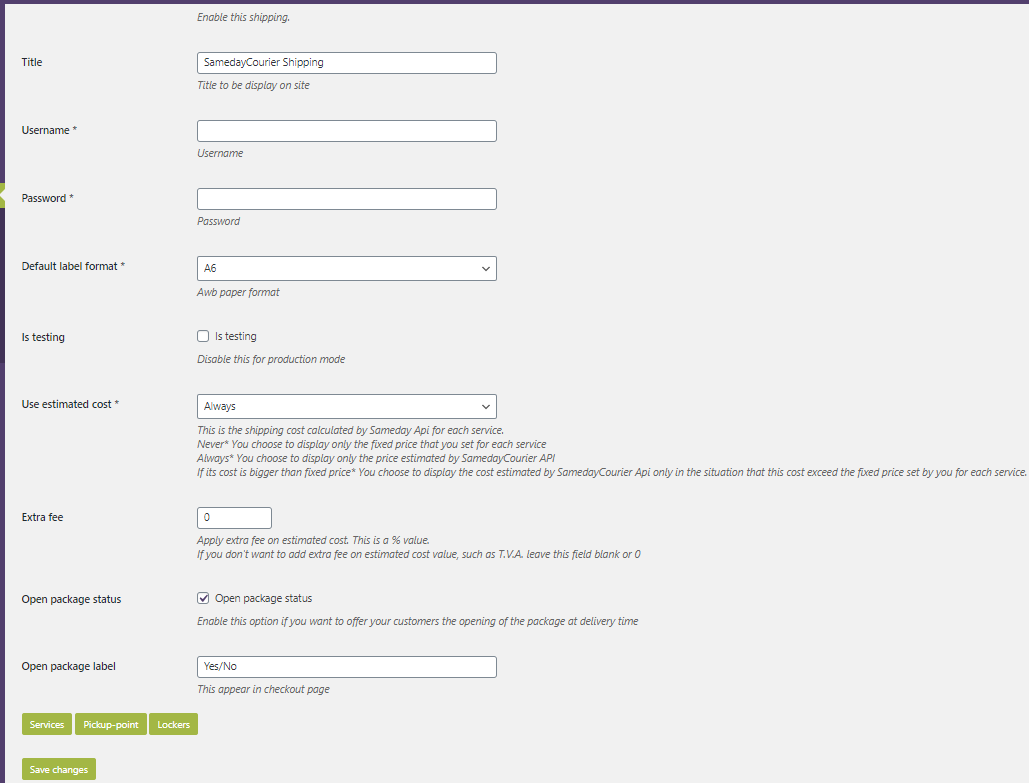 Enable this shipping.
Title
SamedayCourier Shipping
Title to be display on site
Username *
Username
Password *
Password
Default label format *
A6
Awb paper format
Is testing
Is testing
Disable this for production mode
Use estimated cost *
Always
This is the shipping cost calculated by Sameday Api for each service.
Never* You choose to display only the fixed price that you set for each service
Always* You choose to display only the price estimated by SamedayCourier API
If its cost is bigger than fixed price* You choose to display the cost estimated by SamedayCourier Api only in the situation that this cost exceed the fixed price set by you for each service.
Extra fee
0
Apply extra fee on estimated cost. This is a % value.
If you don't want to add extra fee on estimated cost value, such as T.V.A. leave this field blank or 0
Open package status
Open package status
Enable this option if you want to offer your customers the opening of the package at delivery time
Open package label
Yes/No
This appear in checkout page
Services Pickup-point Lockers
Save changes